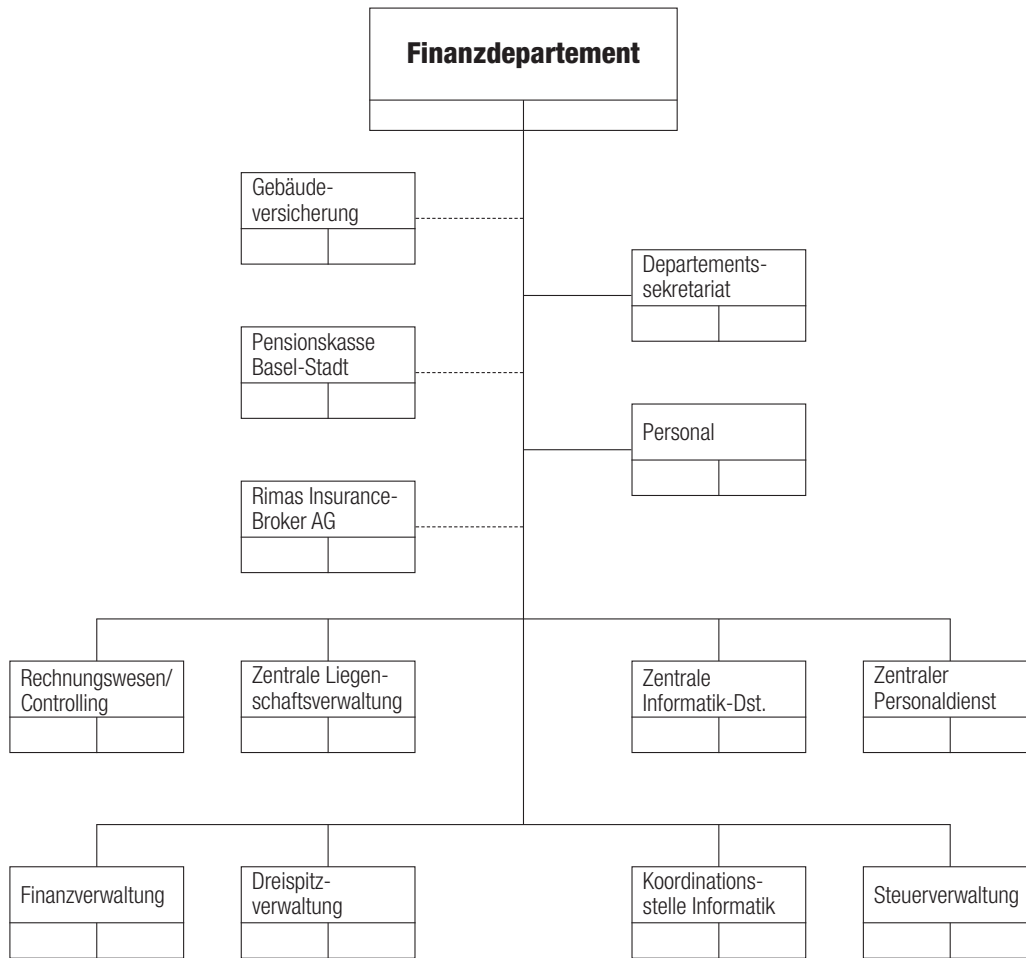 Finanzdepartement
Gebäude-
versicherung
Departements-
sekretariat
Pensionskasse
Basel-Stadt
Personal
Rimas Insurance-
Broker AG
Rechnungswesen/
Controlling
Zentrale Liegen-
schaftsverwaltung
Zentrale
Informatik-Dst.
Zentraler
Personaldienst
Finanzverwaltung
Dreispitz-
verwaltung
Koordinations-
stelle Informatik
Steuerverwaltung